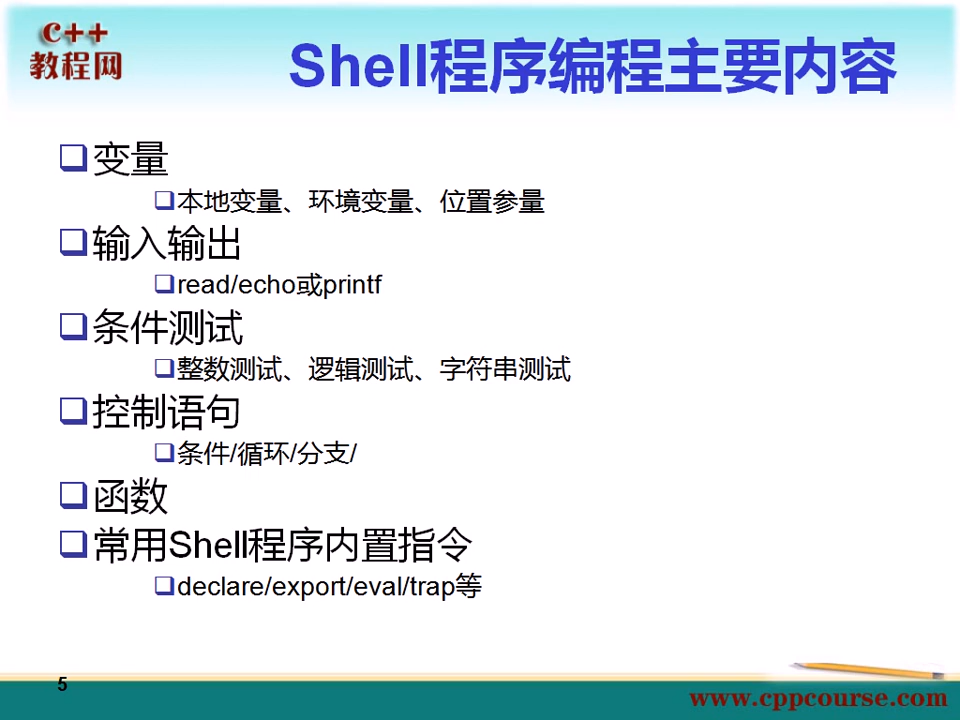 C++
教程网
Shell程序编程主要内容
变量
本地变量、环境变量、位置参量
输入输出
read/echo或printf
条件测试
整数测试、逻辑测试、字符串测试
控制语句
条件/循环/分支/
函数
常用Shell程序内置指令
declare/export/eval/trap等
5
www.cppcourse.com